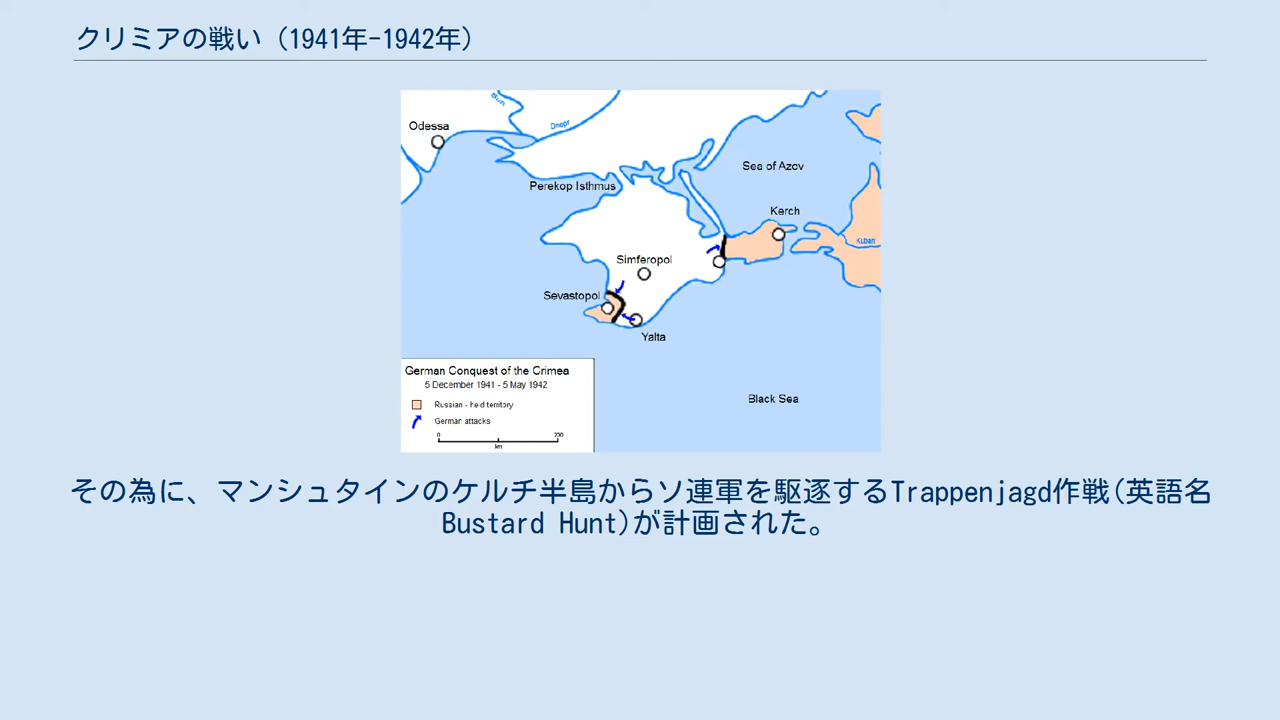 クリミアの戦い（1941年-1942年）
Bun
Odessa
Dnepr
Sea of Azov
Perekop Isthmus
Kerch
Kuban
Simferopol
Sevastopol
Yalta
German Conquest of the Crimea
5 December 1941 - 5 May 1942
Black Sea
Russian - held territory
German attacks
0 200
km
その為に、マンシュタインのケルチ半島からソ連軍を駆逐するTrappenjagd作戦(英語名
Bustard Hunt)が計画された。